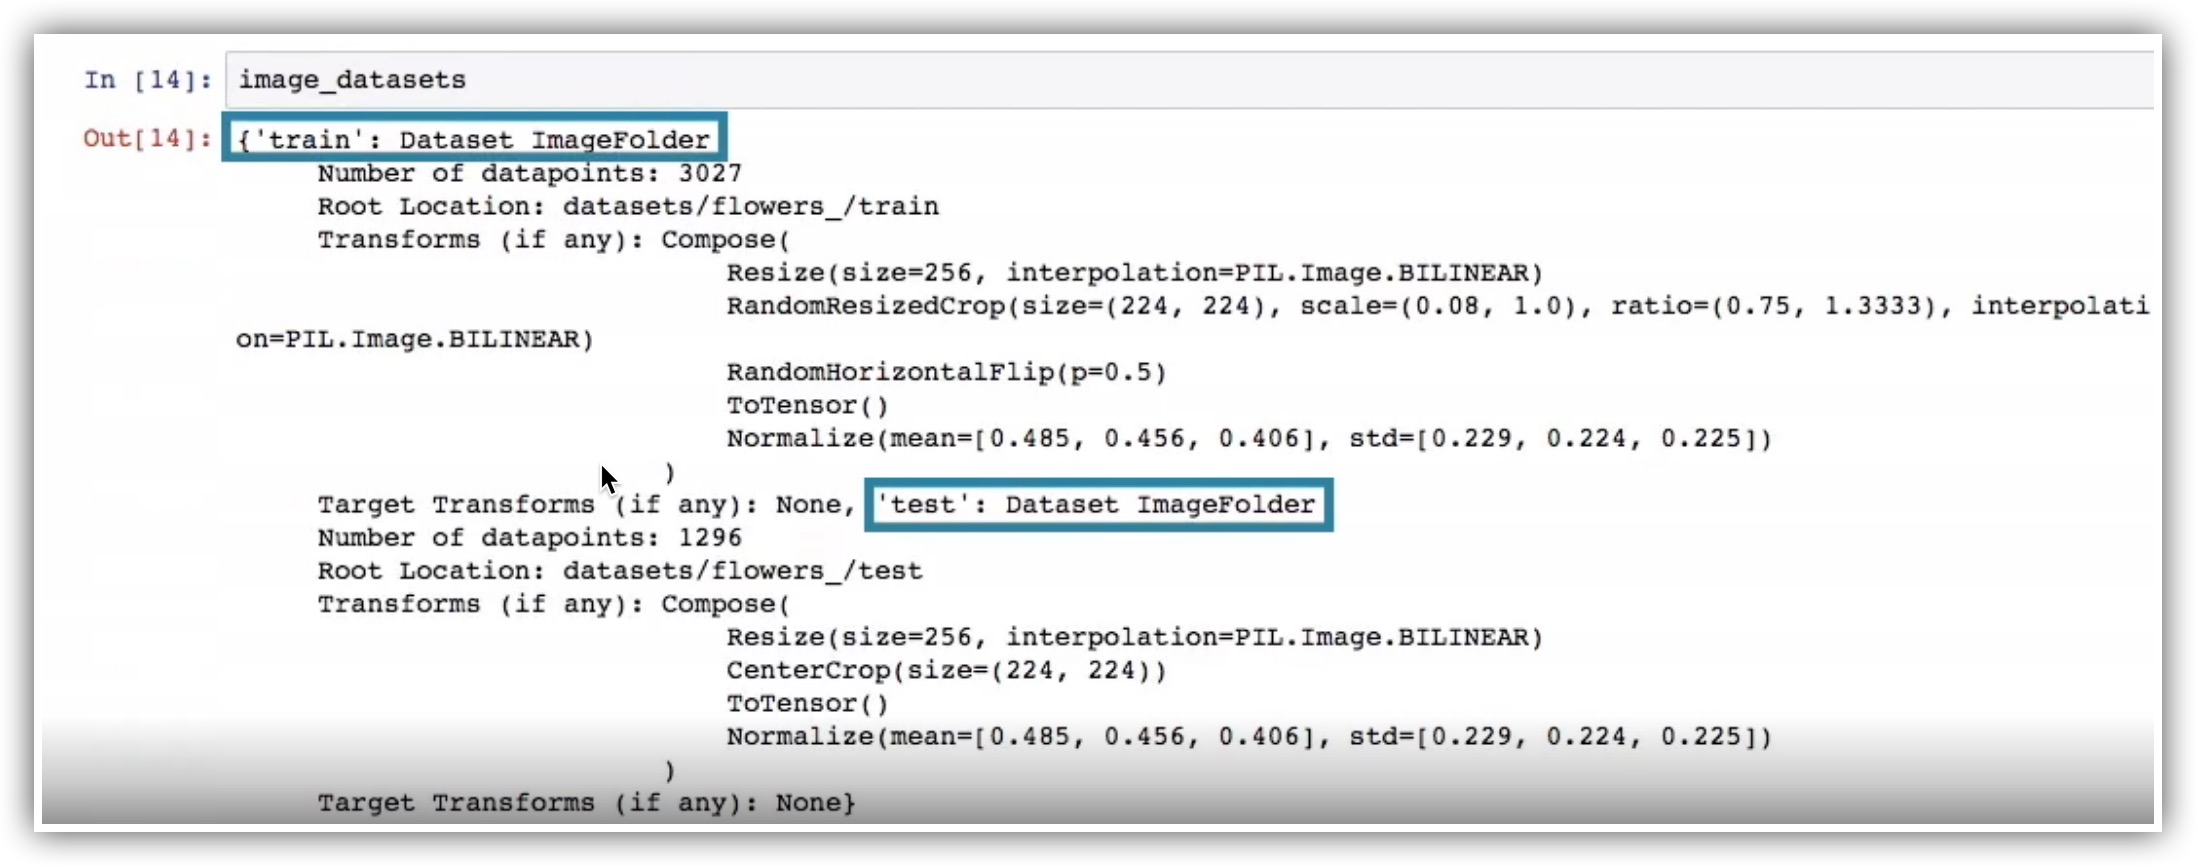 In [14]: image_datasets
Out[14]: {'train': Dataset ImageFolder
Number of datapoints: 3027
Root Location: datasets/flowers_/train
Transforms (if any): Compose(
Resize(size=256, interpolation=PIL.Image.BILINEAR)
RandomResizedCrop(size=(224, 224), scale=(0.08, 1.0), ratio=(0.75, 1.3333), interpolati
on=PIL.Image.BILINEAR)
RandomHorizontalFlip(p=0.5)
ToTensor()
Normalize(mean=[0.485, 0.456, 0.406], std=[0.229, 0.224, 0.225])
)
Target Transforms (if any): None, 'test': Dataset ImageFolder
Number of datapoints: 1296
Root Location: datasets/flowers_/test
Transforms (if any): Compose(
Resize(size=256, interpolation=PIL.Image.BILINEAR)
CenterCrop(size=(224, 224))
ToTensor()
Normalize(mean=[0.485, 0.456, 0.406], std=[0.229, 0.224, 0.225])
)
Target Transforms (if any): None}